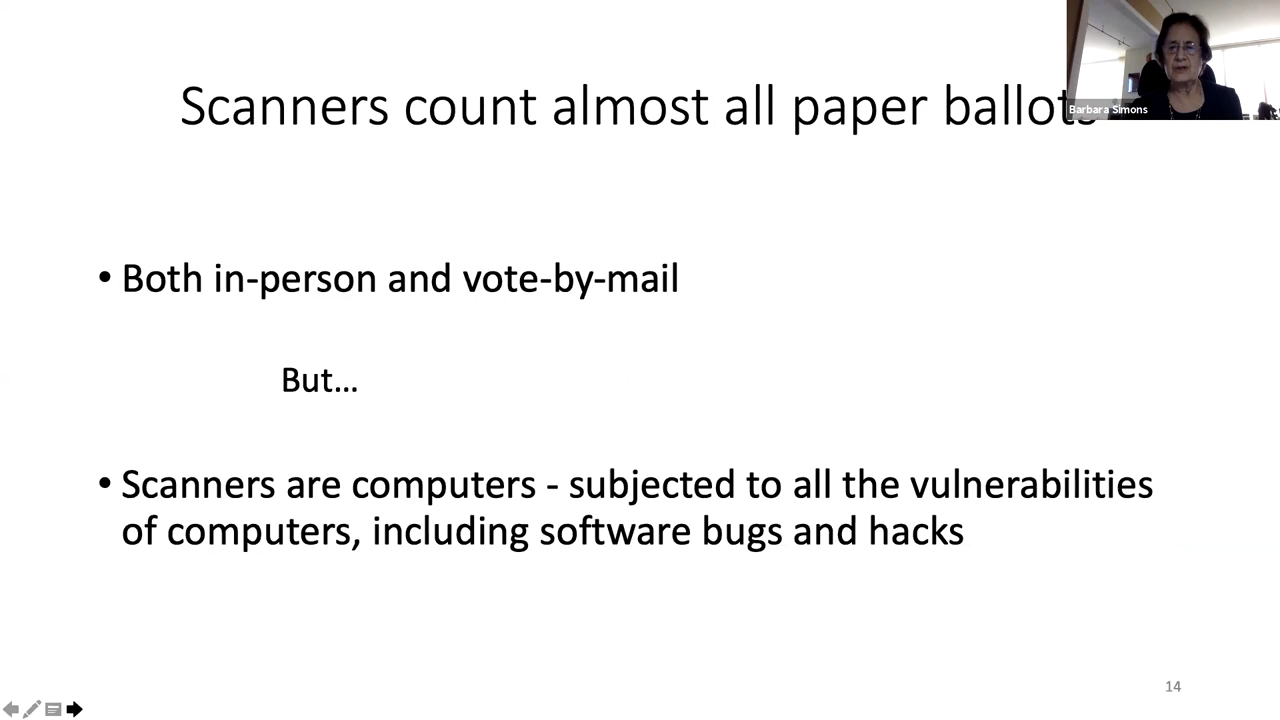 Scanners count almost all paper ballots
Barbara Simons
• Both in-person and vote-by-mail
But...
• Scanners are computers - subjected to all the vulnerabilities
of computers, including software bugs and hacks
14